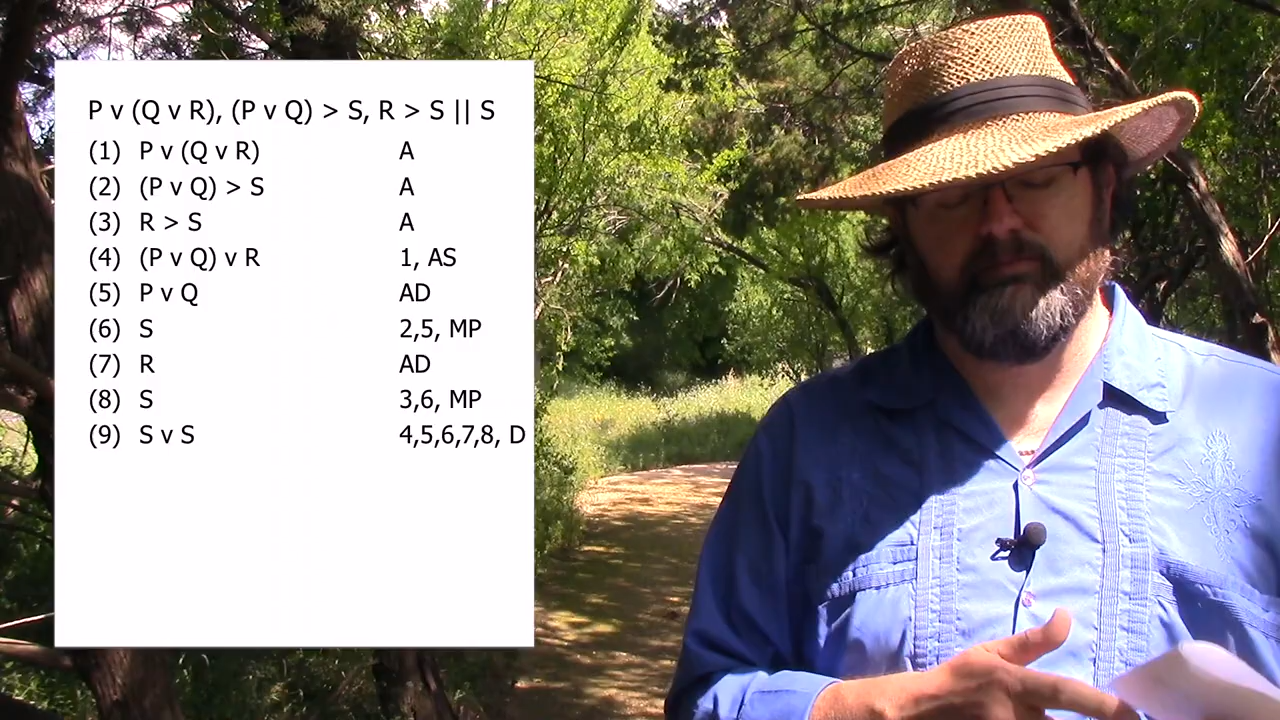 P v (Q v R), (P v Q) > S, R > S || S
(1) P v (Q v R) A
(2) (P v Q) > S A
(3) R > S A
(4) (P v Q) v R 1, AS
(5) P v Q AD
(6) S 2,5, MP
(7) R AD
(8) S 3,6, MP
(9) S v S 4,5,6,7,8, D